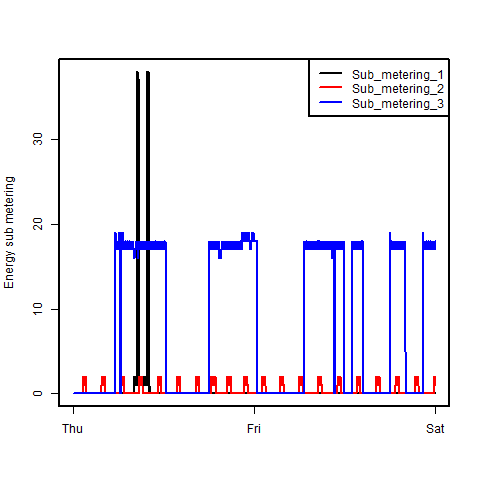 Sub_metering_1
Sub_metering_2
Sub_metering_3
Energy sub metering
30
20
10
0
Thu Fri Sat